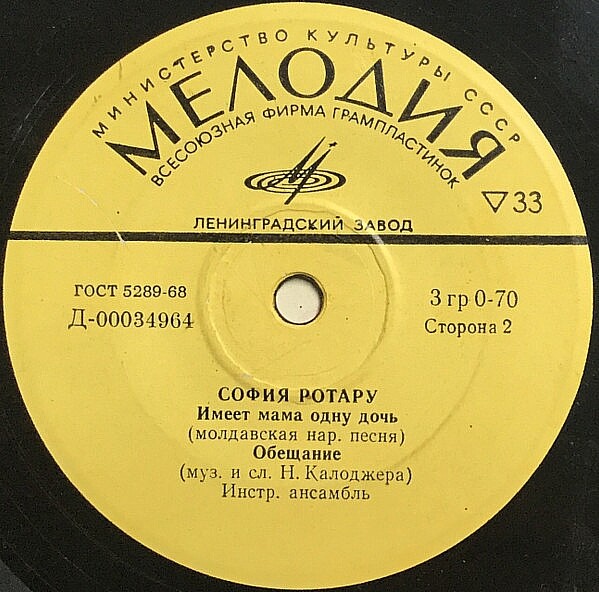 МИНИСТЕРСТВО КУЛЬТУРЫ СССР
МЕЛОДИЯ
ВСЕСОЮЗНАЯ ФИРМА ГРАМПЛАСТИНОК
▽33
ЛЕНИНГРАДСКИЙ ЗАВОД
ГОСТ 5289-68
Д-00034964
3 гр 0-70
Сторона 2
СОФИЯ РОТАРУ
Имеет мама одну дочь
(молдавская нар. песня)
Обещание
(муз. и сл. Н. Калоджера)
Инстр. ансамбль